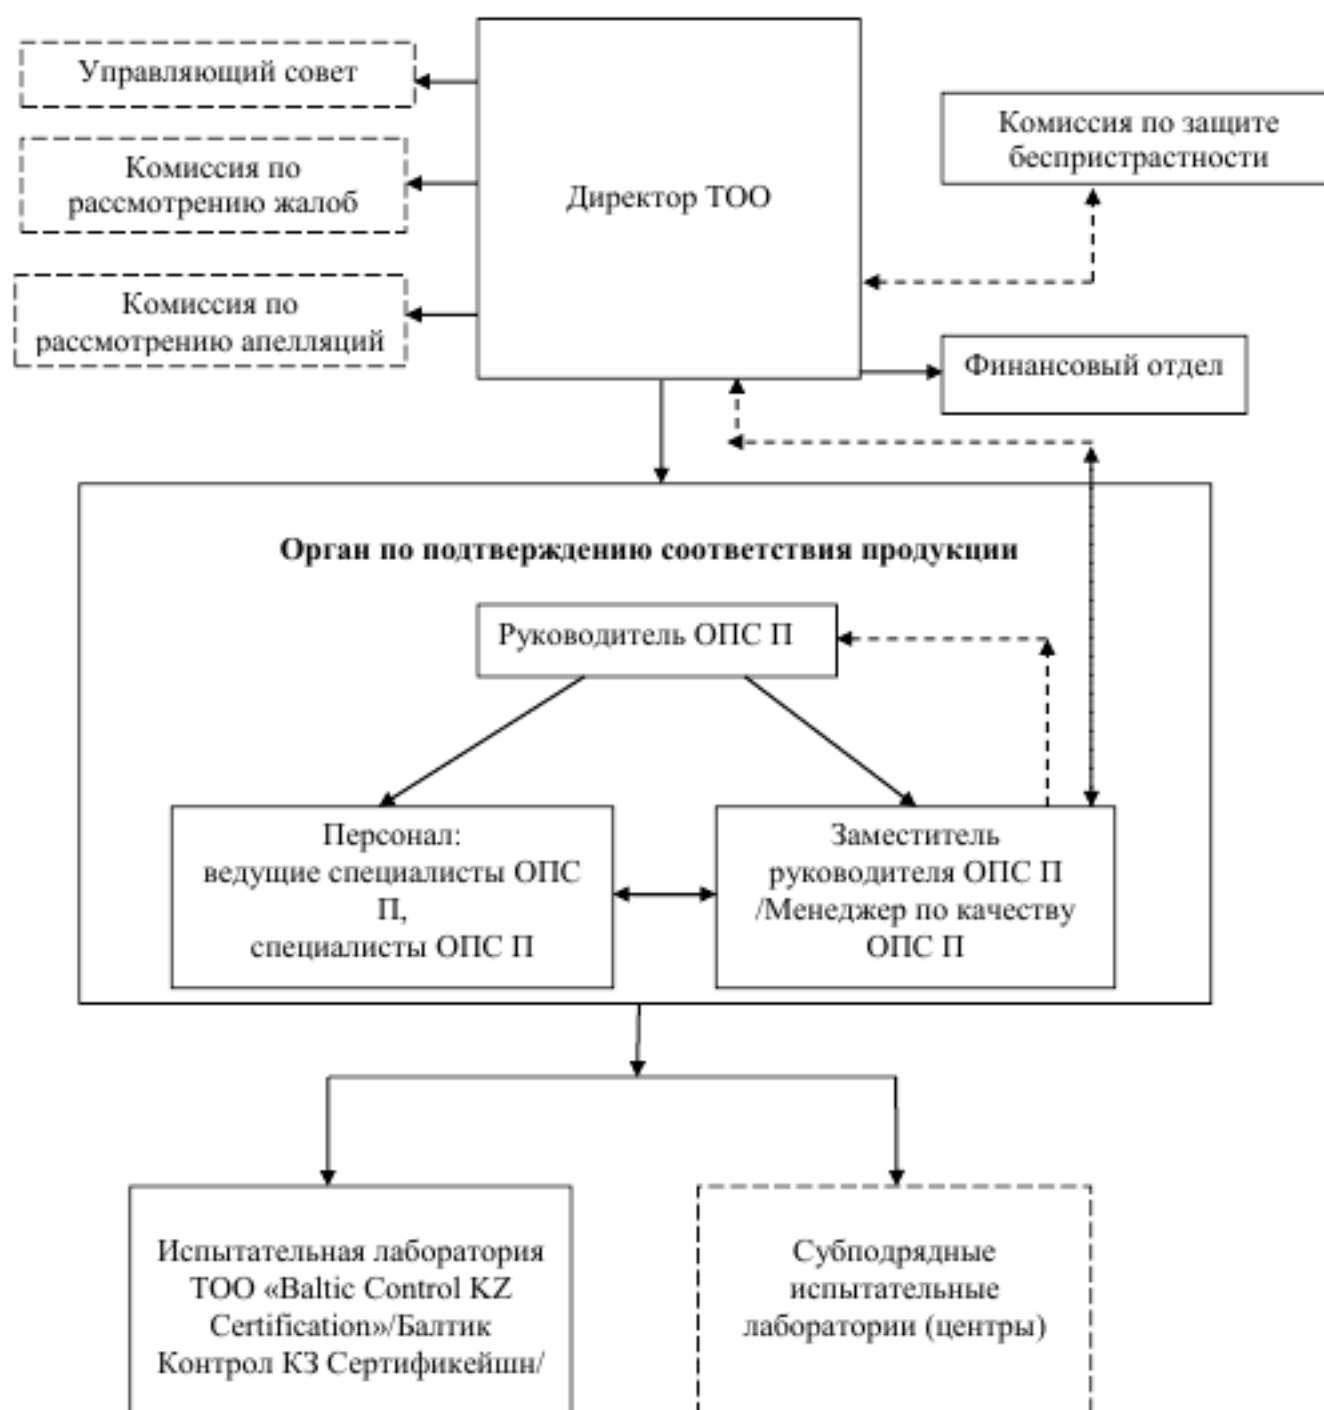 Управляющий совет
Комиссия по
рассмотрению жалоб
Комиссия по
рассмотрению апелляций
Директор ТОО
Комиссия по защите
беспристрастности
Финансовый отдел
Орган по подтверждению соответствия продукции
Руководитель ОПС П
Персонал:
ведущие специалисты ОПС
П,
специалисты ОПС П
Заместитель
руководителя ОПС П
/Менеджер по качеству
ОПС П
Испытательная лаборатория
ТОО «Baltic Control KZ
Certification»/Балтик
Контрол КЗ Сертификейшн/
Субподрядные
испытательные
лаборатории (центры)